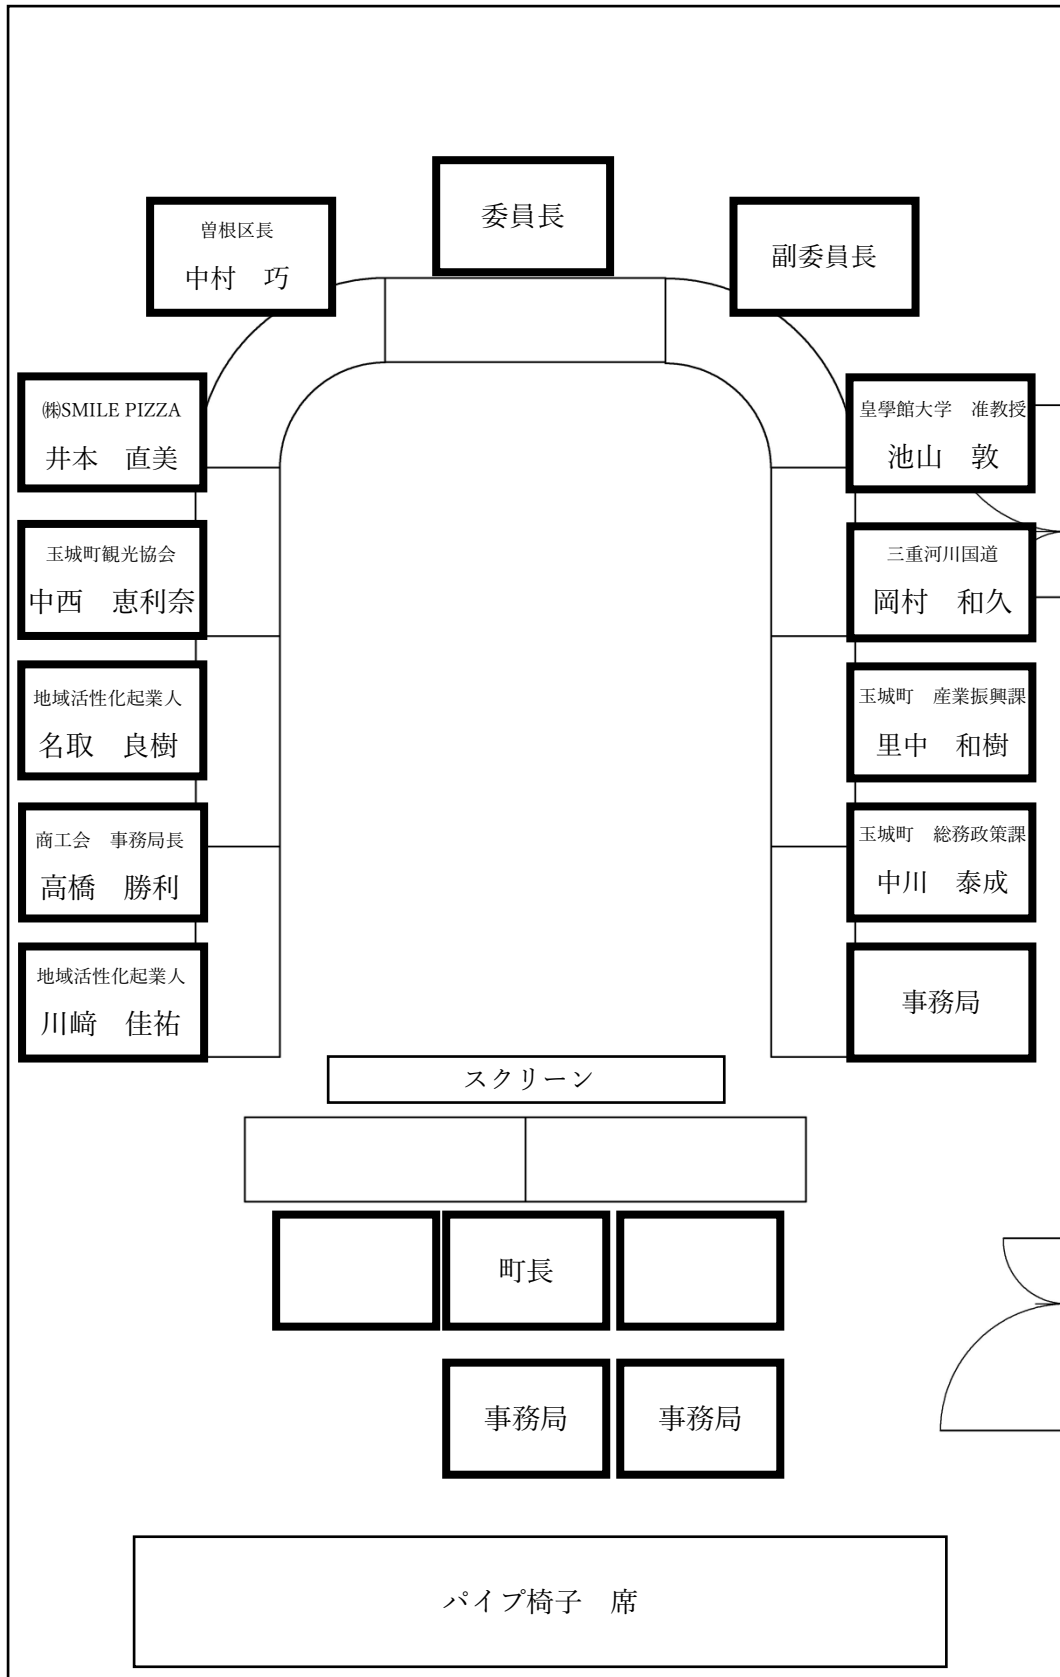 委員長
曽根区長
中村　巧
副委員長
㈱SMILE PIZZA
井本　直美
皇學館大学　准教授
池山　敦
玉城町観光協会
中西　恵利奈
三重河川国道
岡村　和久
地域活性化起業人
名取　良樹
玉城町　産業振興課
里中　和樹
商工会　事務局長
高橋　勝利
玉城町　総務政策課
中川　泰成
地域活性化起業人
川﨑　佳祐
事務局
スクリーン
町長
事務局
事務局
パイプ椅子　席